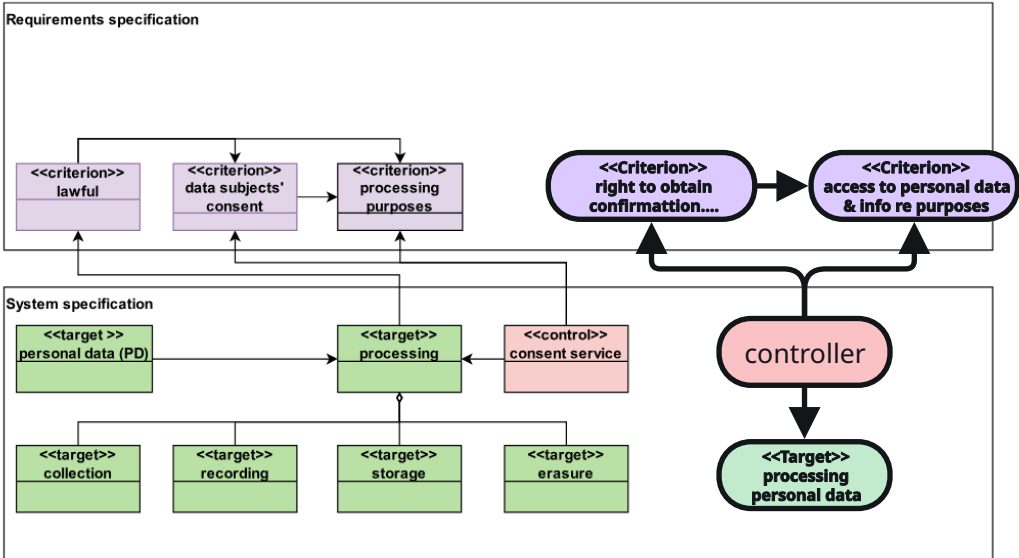 Requirements specification
<<criterion>>
lawful
<<criterion>>
data subjects'
consent
<<criterion>>
processing
purposes
<<Criterion>>
right to obtain
confirmattion....
<<Criterion>>
access to personal data
& info re purposes
System specification
<<target >>
personal data (PD)
<<target>>
processing
<<control>>
consent service
controller
<<target>>
collection
<<target>>
recording
<<target>>
storage
<<target>>
erasure
<<Target>>
processing
personal data